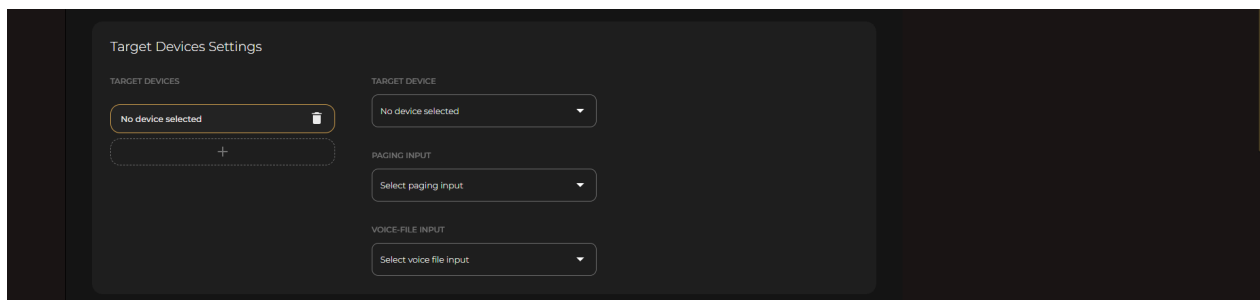 Target Devices Settings
TARGET DEVICES
No device selected
+
TARGET DEVICE
No device selected
PAGING INPUT
Select paging input
VOICE-FILE INPUT
Select voice file input